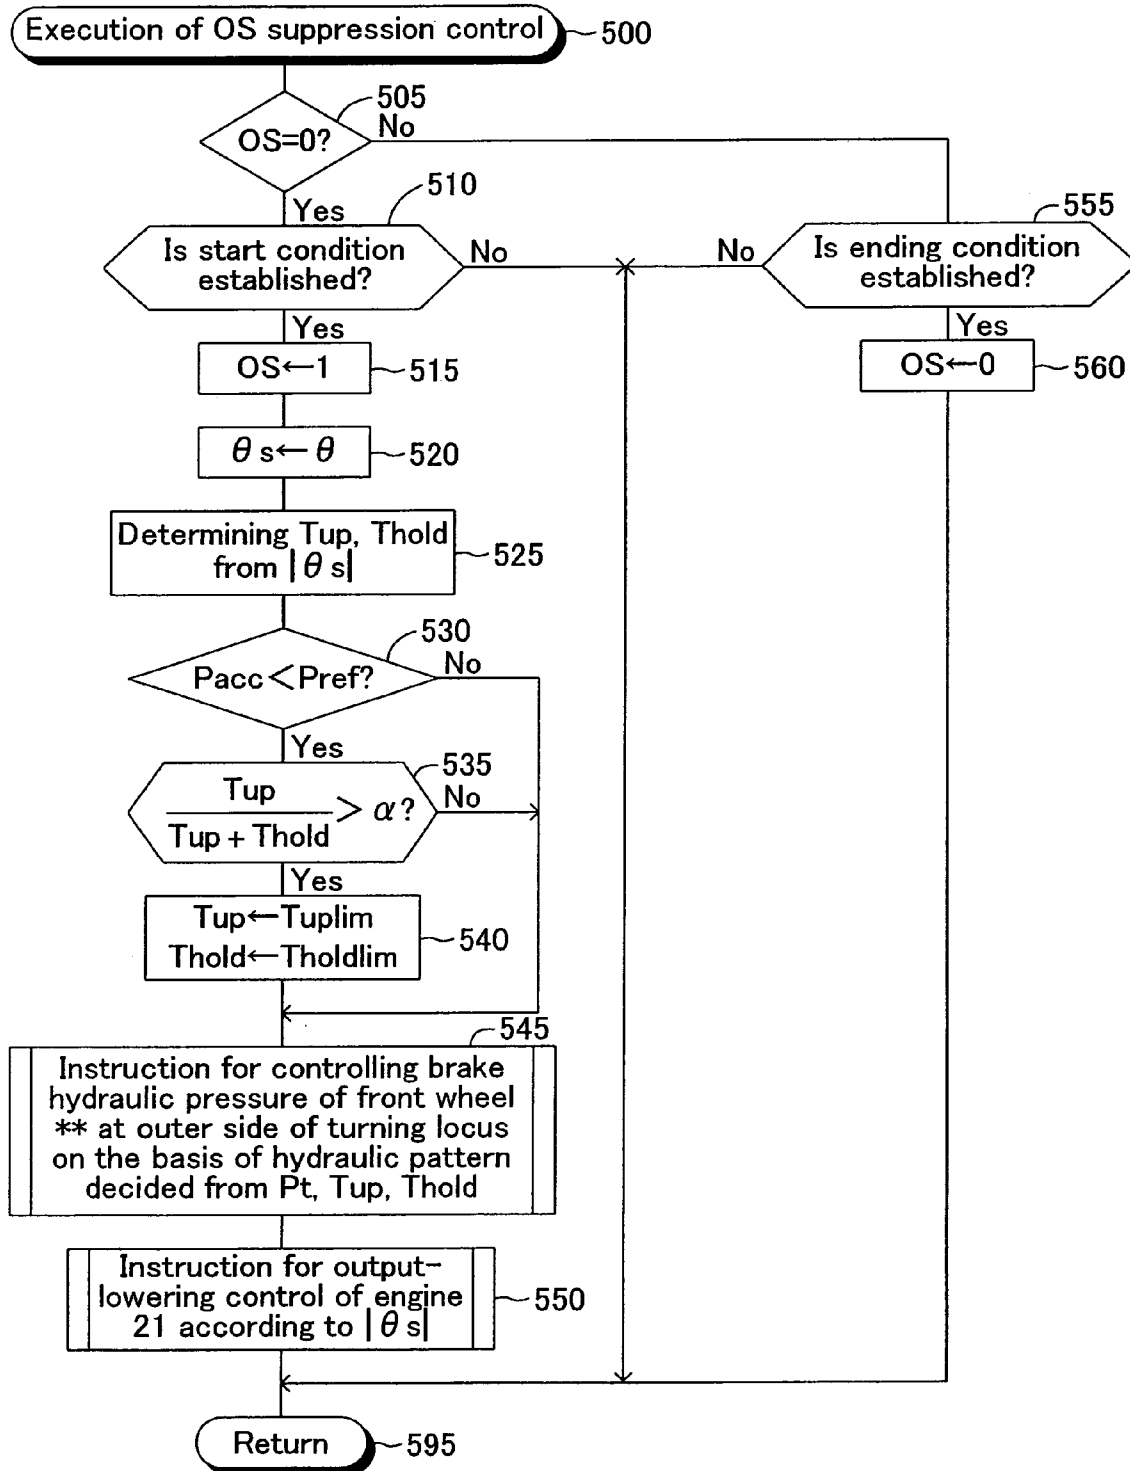 Execution of OS suppression control
500
505
OS=0?
No
Yes
510
555
Is start condition
established?
No
No
Is ending condition
established?
Yes
Yes
OS←1
515
OS←0
560
θs←θ
520
Determining Tup, Thold
from |θs|
525
530
Pacc<Pref?
No
Yes
535
Tup
Tup + Thold
> α?
No
Yes
Tup←Tuplim
Thold←Tholdlim
540
545
Instruction for controlling brake
hydraulic pressure of front wheel
** at outer side of turning locus
on the basis of hydraulic pattern
decided from Pt, Tup, Thold
Instruction for output-
lowering control of engine
21 according to |θs|
550
Return
595